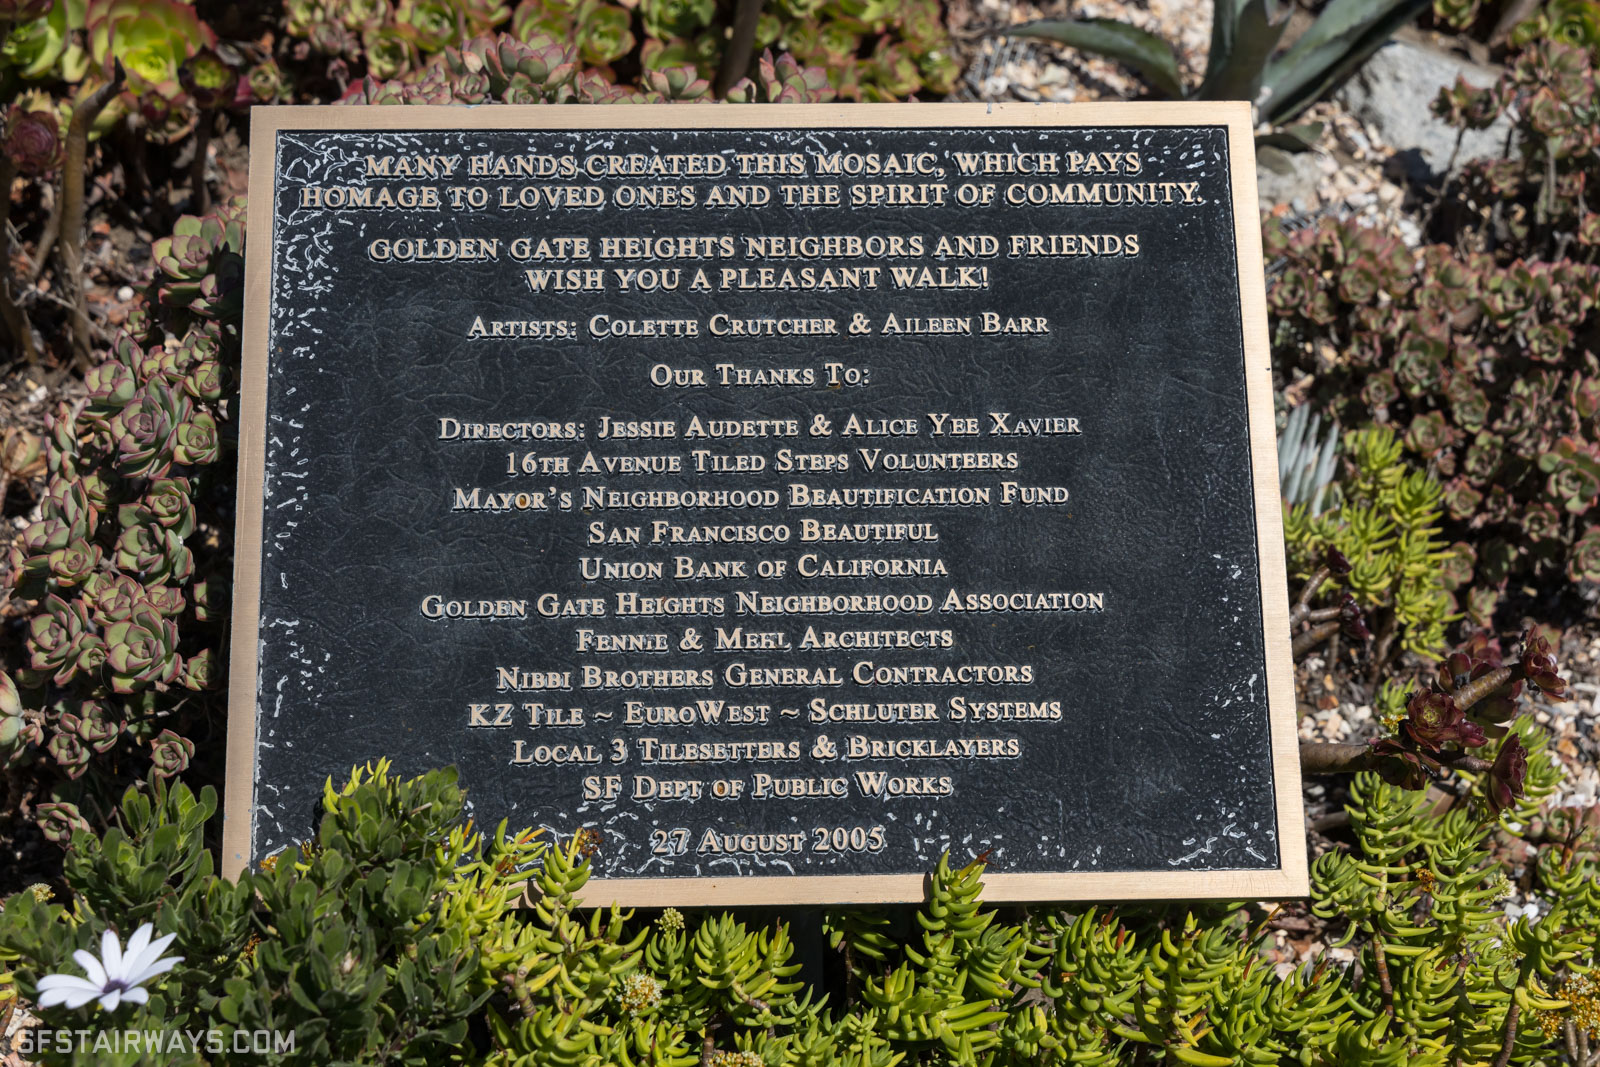 MANY HANDS CREATED THIS MOSAIC, WHICH PAYS
HOMAGE TO LOVED ONES AND THE SPIRIT OF COMMUNITY.
GOLDEN GATE HEIGHTS NEIGHBORS AND FRIENDS
WISH YOU A PLEASANT WALK!
ARTISTS: COLETTE CRUTCHER & AILEEN BARR
OUR THANKS TO:
DIRECTORS: JESSIE AUDETTE & ALICE YEE XAVIER
16TH AVENUE TILED STEPS VOLUNTEERS
MAYOR'S NEIGHBORHOOD BEAUTIFICATION FUND
SAN FRANCISCO BEAUTIFUL
UNION BANK OF CALIFORNIA
GOLDEN GATE HEIGHTS NEIGHBORHOOD ASSOCIATION
FENNIE & MEHL ARCHITECTS
NIBBI BROTHERS GENERAL CONTRACTORS
KZ TILE ~ EUROWEST ~ SCHLUTER SYSTEMS
LOCAL 3 TILESETTERS & BRICKLAYERS
SF DEPT OF PUBLIC WORKS
27 AUGUST 2005
SFSTAIRWAYS.COM